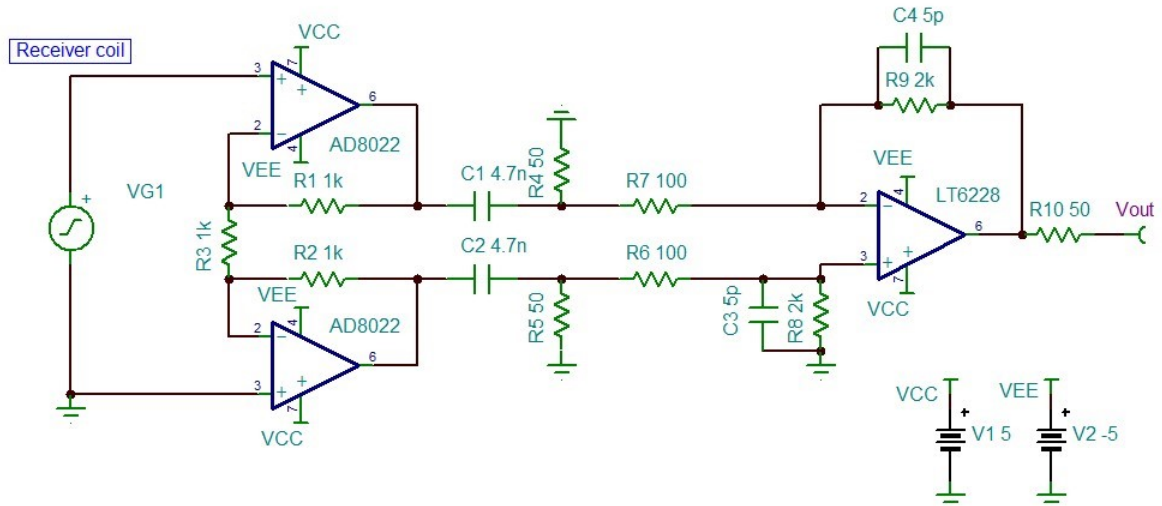 Receiver coil
VCC
3
7
6
2
4
AD8022
VEE
VG1
R1 1k
C1 4.7n
R4 50
R7 100
C4 5p
R9 2k
VEE
4
LT6228
2
6
3
7
VCC
R10 50
Vout
R3 1k
R2 1k
C2 4.7n
R5 50
R6 100
C3 5p
R8 2k
VEE
4
AD8022
2
6
3
7
VCC
VCC
V1 5
VEE
V2 -5